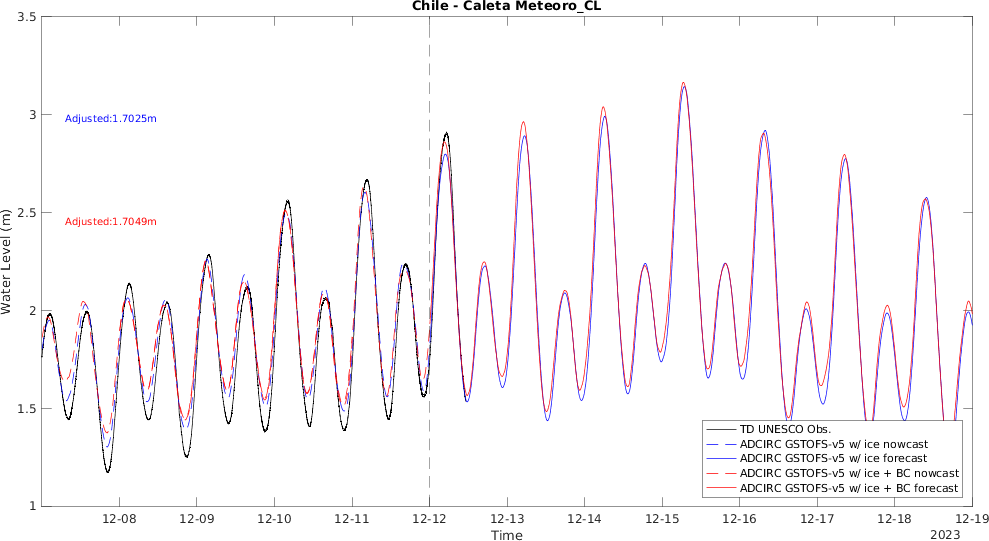 Chile - Caleta Meteoro_CL
3.5
3
2.5
2
1.5
1
Water Level (m)
Adjusted:1.7025m
Adjusted:1.7049m
TD UNESCO Obs.
ADCIRC GSTOFS-v5 w/ ice nowcast
ADCIRC GSTOFS-v5 w/ ice forecast
ADCIRC GSTOFS-v5 w/ ice + BC nowcast
ADCIRC GSTOFS-v5 w/ ice + BC forecast
12-08 12-09 12-10 12-11 12-12 12-13 12-14 12-15 12-16 12-17 12-18 12-19
Time
2023